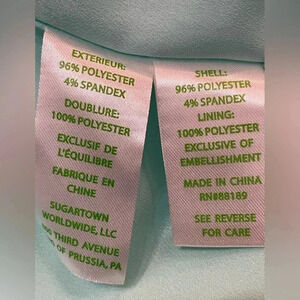 EXTERIEUR:
96% POLYESTER
4% SPANDEX
DOUBLURE:
100% POLYESTER
EXCLUSIF DE
L'ÉQUILIBRE
FABRIQUE EN
CHINE
SUGARTOWN
WORLDWIDE, LLC
THIRD AVENUE
OF PRUSSIA, PA
SHELL:
96% POLYESTER
4% SPANDEX
LINING:
100% POLYESTER
EXCLUSIVE OF
EMBELLISHMENT
MADE IN CHINA
RN#88189
SEE REVERSE
FOR CARE